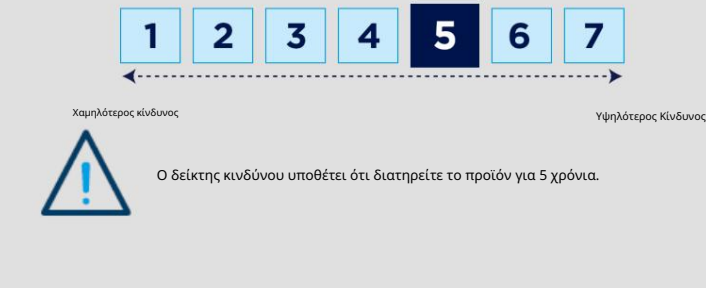 1 2 3 4 5 6 7
Χαμηλότερος κίνδυνος
Υψηλότερος Κίνδυνος
Ο δείκτης κινδύνου υποθέτει ότι διατηρείτε το προϊόν για 5 χρόνια.